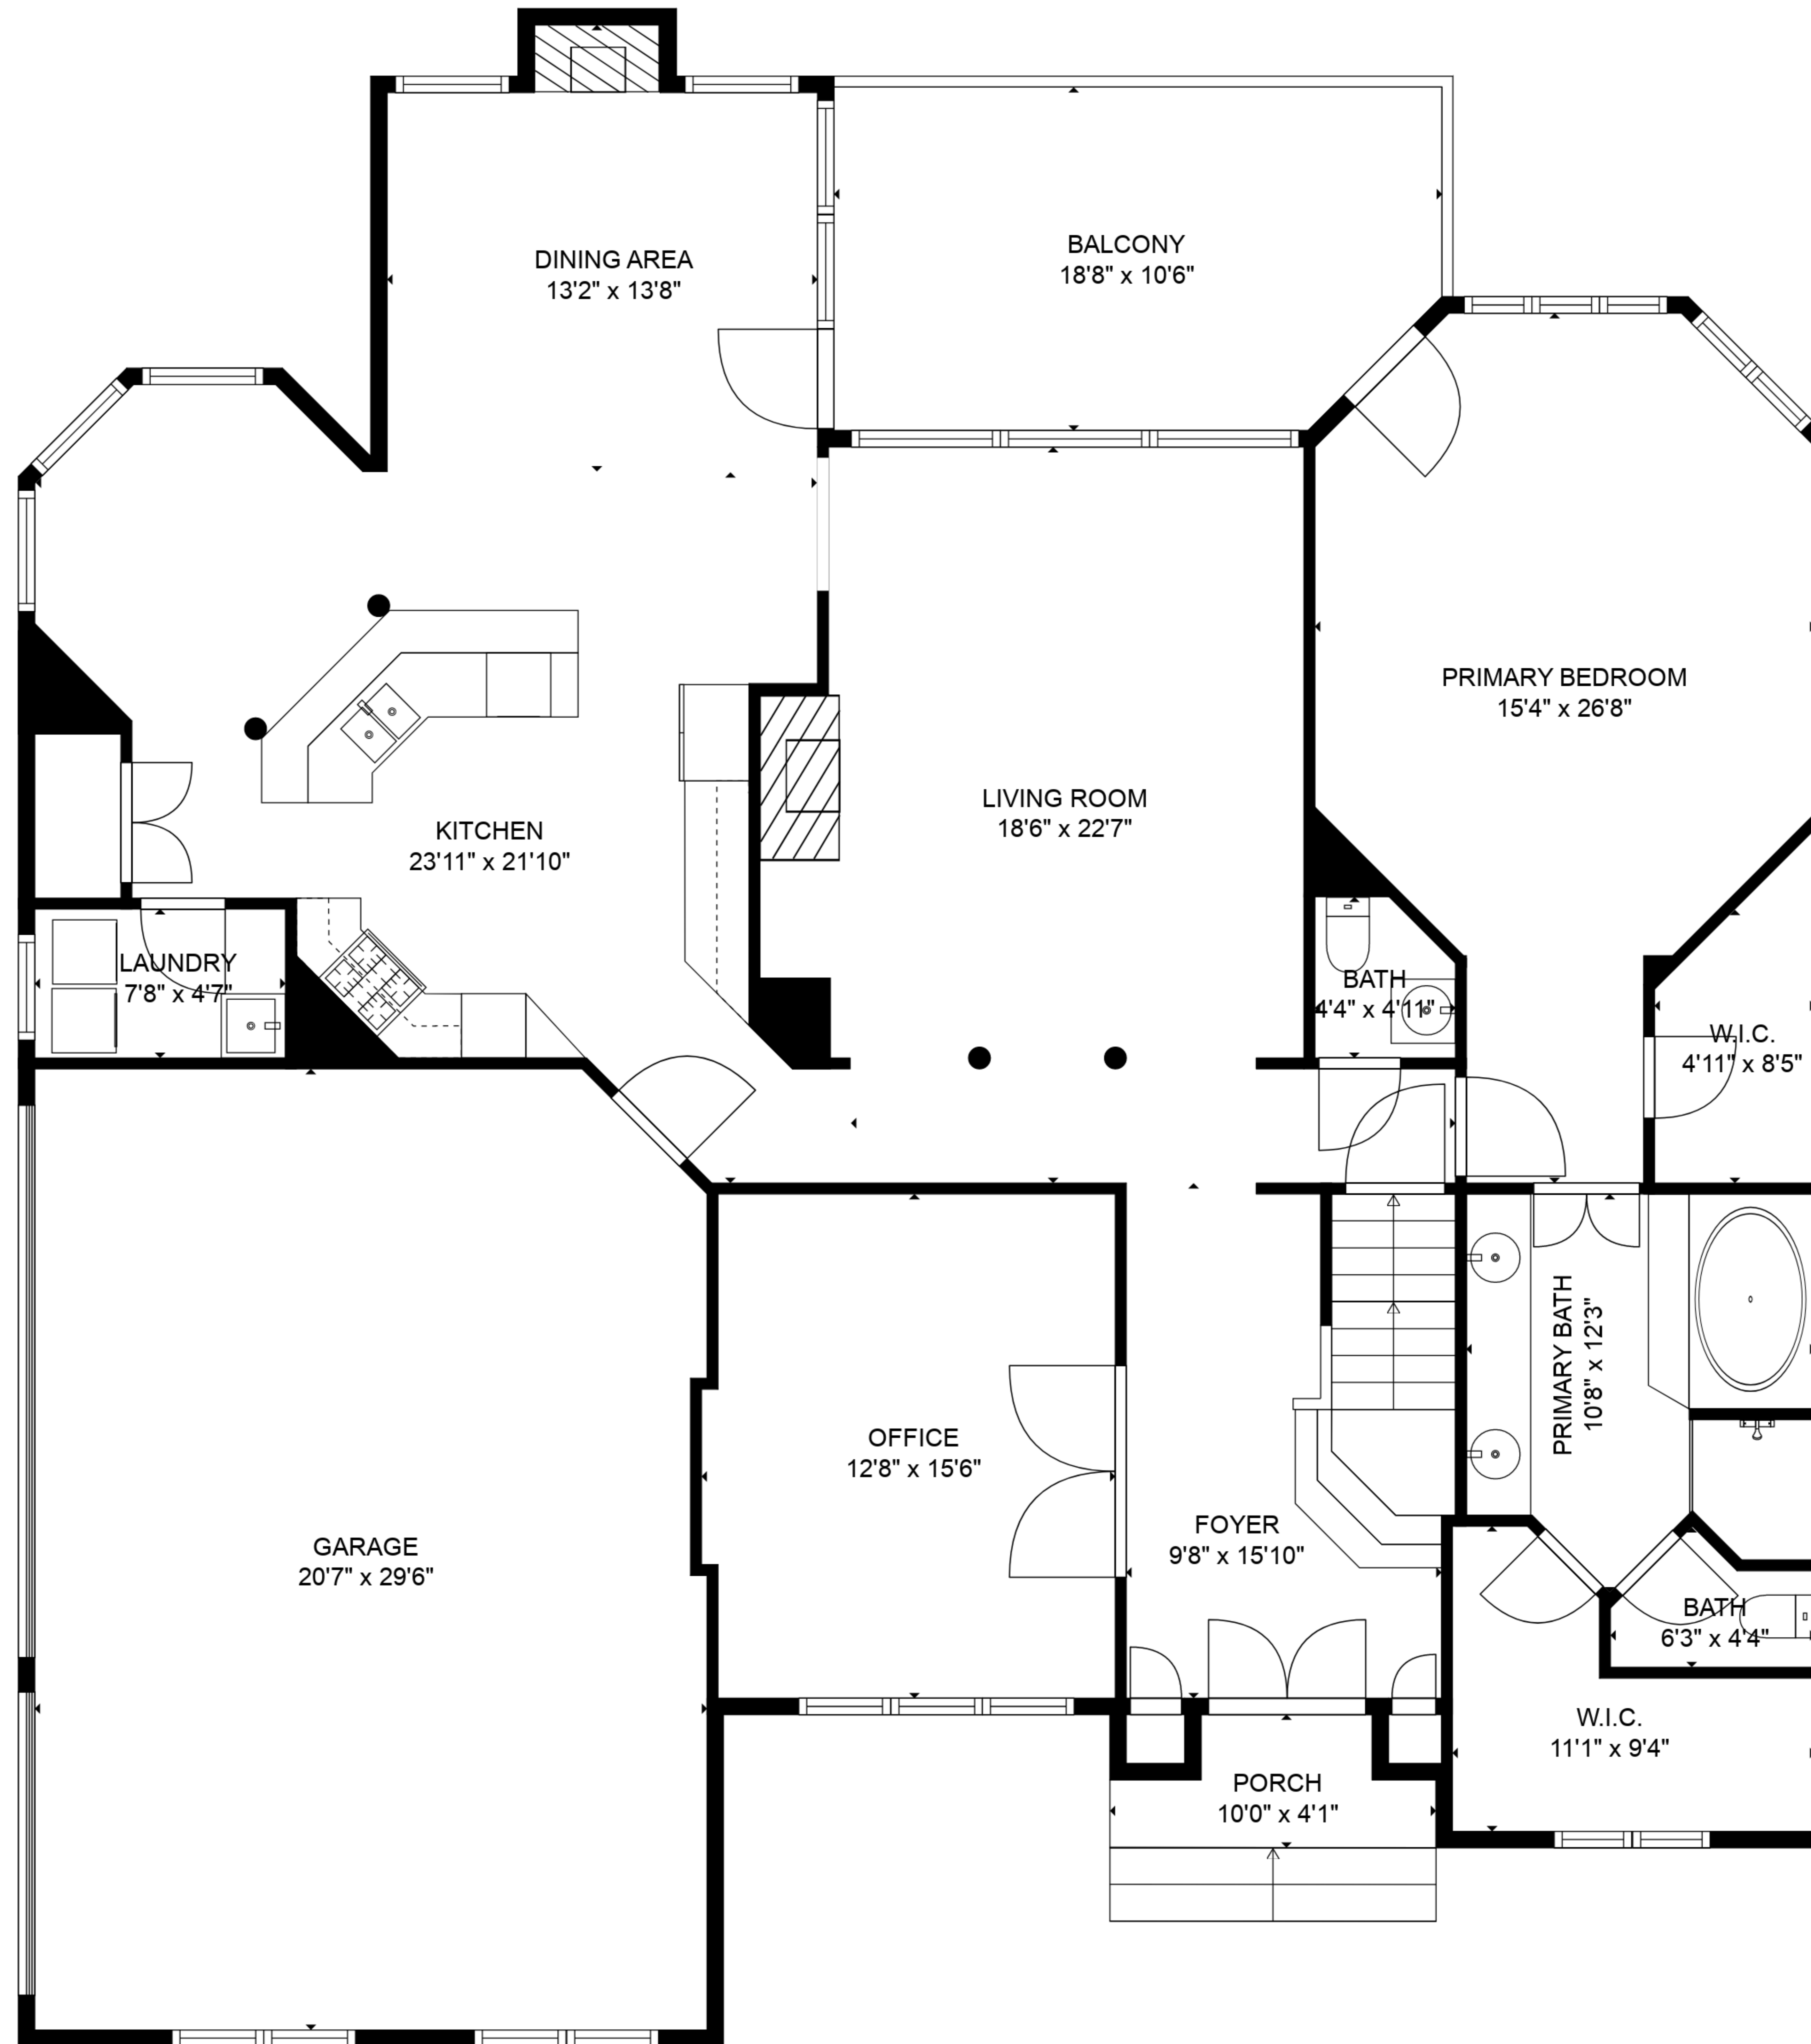 DINING AREA
13'2" x 13'8"
BALCONY
18'8" x 10'6"
PRIMARY BEDROOM
15'4" x 26'8"
LIVING ROOM
18'6" x 22'7"
KITCHEN
23'11" x 21'10"
LAUNDRY
7'8" x 4'7"
BATH
4'4" x 4'11"
W.I.C.
4'11" x 8'5"
PRIMARY BATH
10'8" x 12'3"
OFFICE
12'8" x 15'6"
FOYER
9'8" x 15'10"
GARAGE
20'7" x 29'6"
BATH
6'3" x 4'4"
W.I.C.
11'1" x 9'4"
PORCH
10'0" x 4'1"